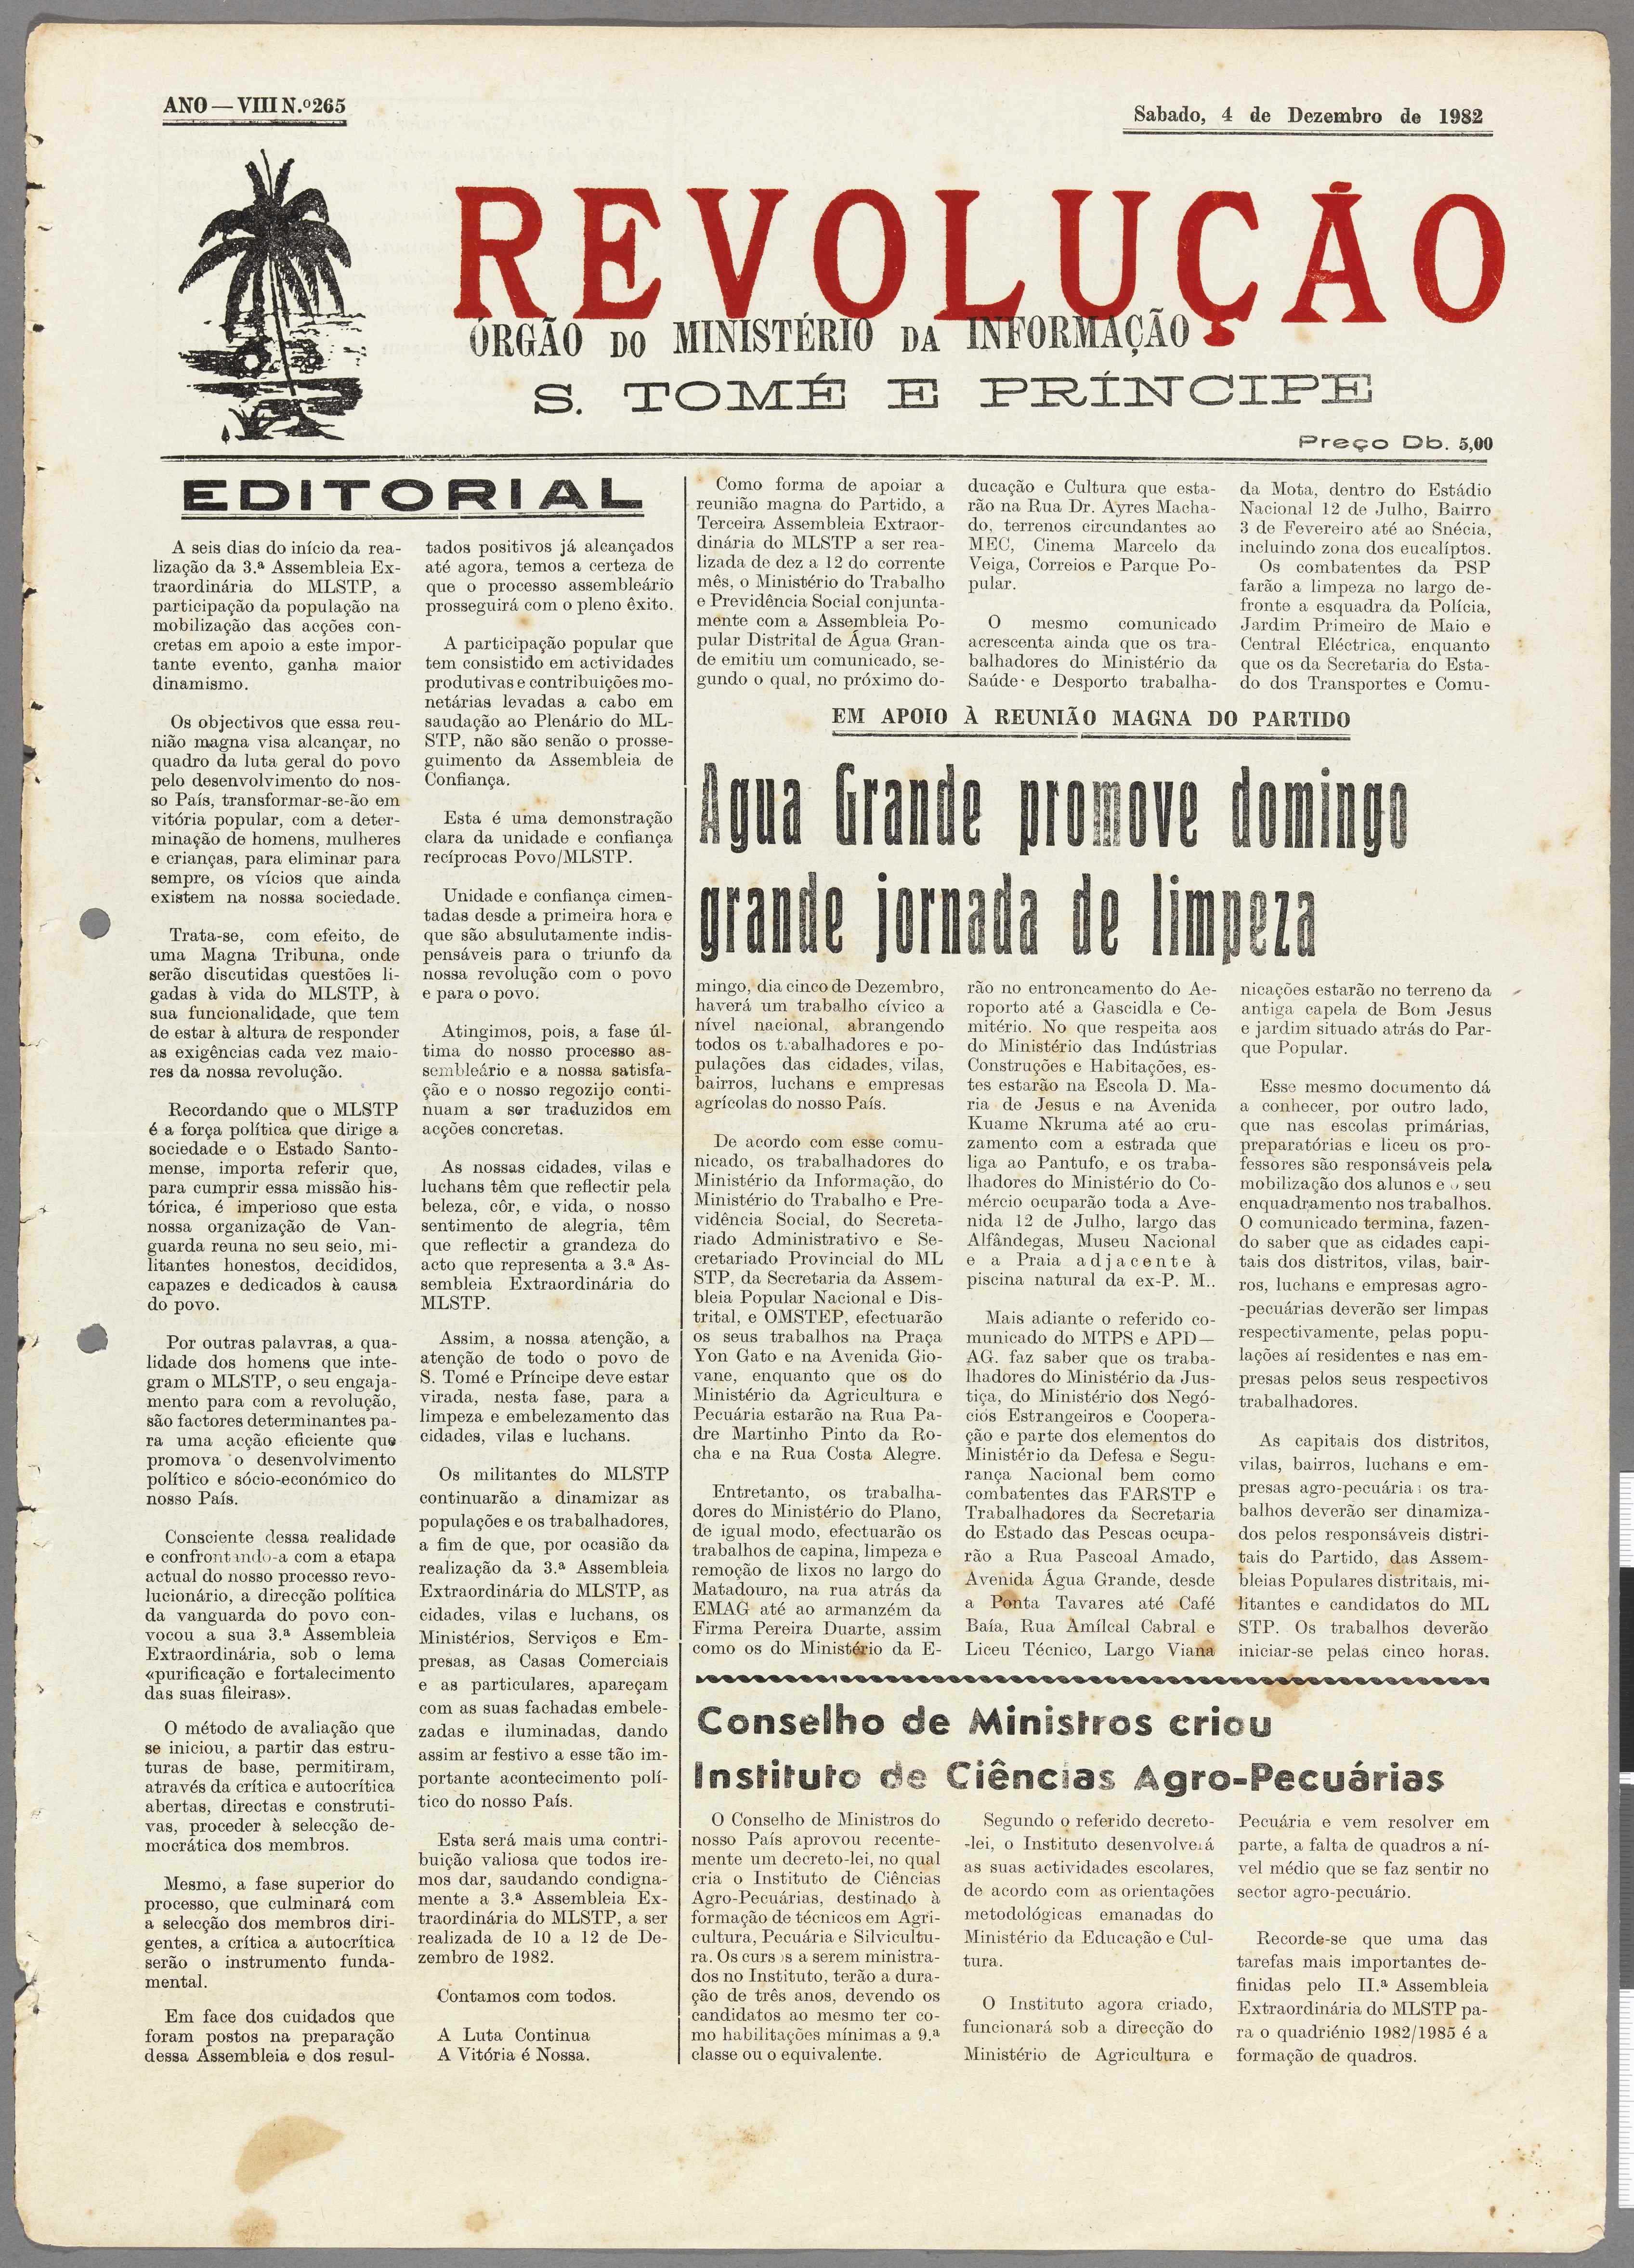 ANO — VIII N.º 265
Sabado, 4 de Dezembro de 1982
REVOLUÇÃO
ÓRGÃO DO MINISTÉRIO DA INFORMAÇÃO
S. TOMÉ E PRÍNCIPE
Preço Db. 5,00
EDITORIAL
A seis dias do início da rea-
lização da 3.ª Assembleia Ex-
traordinária do MLSTP, a
participação da população na
mobilização das acções con-
cretas em apoio a este impor-
tante evento, ganha maior
dinamismo.
Os objectivos que essa reu-
nião magna visa alcançar, no
quadro da luta geral do povo
pelo desenvolvimento do nos-
so País, transformar-se-ão em
vitória popular, com a deter-
minação de homens, mulheres
e crianças, para eliminar para
sempre, os vícios que ainda
existem na nossa sociedade.
Trata-se, com efeito, de
uma Magna Tribuna, onde
serão discutidas questões li-
gadas à vida do MLSTP, à
sua funcionalidade, que tem
de estar à altura de responder
as exigências cada vez maio-
res da nossa revolução.
Recordando que o MLSTP
é a força política que dirige a
sociedade e o Estado Santo-
mense, importa referir que,
para cumprir essa missão his-
tórica, é imperioso que esta
nossa organização de Van-
guarda reuna no seu seio, mi-
litantes honestos, decididos,
capazes e dedicados à causa
do povo.
Por outras palavras, a qua-
lidade dos homens que inte-
gram o MLSTP, o seu engaja-
mento para com a revolução,
são factores determinantes pa-
ra uma acção eficiente que
promova o desenvolvimento
político e sócio-económico do
nosso País.
Consciente dessa realidade
e confrontando-a com a etapa
actual do nosso processo revo-
lucionário, a direcção política
da vanguarda do povo con-
vocou a sua 3.ª Assembleia
Extraordinária, sob o lema
«purificação e fortalecimento
das suas fileiras».
O método de avaliação que
se iniciou, a partir das estru-
turas de base, permitiram,
através da crítica e autocrítica
abertas, directas e construti-
vas, proceder à selecção de-
mocrática dos membros.
Mesmo, a fase superior do
processo, que culminará com
a selecção dos membros diri-
gentes, a crítica a autocrítica
serão o instrumento funda-
mental.
Em face dos cuidados que
foram postos na preparação
dessa Assembleia e dos resul-
tados positivos já alcançados
até agora, temos a certeza de
que o processo assembleário
prosseguirá com o pleno êxito.
A participação popular que
tem consistido em actividades
produtivas e contribuições mo-
netárias levadas a cabo em
saudação ao Plenário do ML-
STP, não são senão o prosse-
guimento da Assembleia de
Confiança.
Esta é uma demonstração
clara da unidade e confiança
recíprocas Povo/MLSTP.
Unidade e confiança cimen-
tadas desde a primeira hora e
que são absulutamente indis-
pensáveis para o triunfo da
nossa revolução com o povo
e para o povo.
Atingimos, pois, a fase úl-
tima do nosso processo as-
sembleário e a nossa satisfa-
ção e o nosso regozijo conti-
nuam a ser traduzidos em
acções concretas.
As nossas cidades, vilas e
luchans têm que reflectir pela
beleza, côr, e vida, o nosso
sentimento de alegria, têm
que reflectir a grandeza do
acto que representa a 3.ª As-
sembleia Extraordinária do
MLSTP.
Assim, a nossa atenção, a
atenção de todo o povo de
S. Tomé e Príncipe deve estar
virada, nesta fase, para a
limpeza e embelezamento das
cidades, vilas e luchans.
Os militantes do MLSTP
continuarão a dinamizar as
populações e os trabalhadores,
a fim de que, por ocasião da
realização da 3.ª Assembleia
Extraordinária do MLSTP, as
cidades, vilas e luchans, os
Ministérios, Serviços e Em-
presas, as Casas Comerciais
e as particulares, apareçam
com as suas fachadas embele-
zadas e iluminadas, dando
assim ar festivo a esse tão im-
portante acontecimento polí-
tico do nosso País.
Esta será mais uma contri-
buição valiosa que todos ire-
mos dar, saudando condigna-
mente a 3.ª Assembleia Ex-
traordinária do MLSTP, a ser
realizada de 10 a 12 de De-
zembro de 1982.
Contamos com todos.
A Luta Continua
A Vitória é Nossa.
EM APOIO À REUNIÃO MAGNA DO PARTIDO
Agua Grande promove domingo
grande jornada de limpeza
Como forma de apoiar a
reunião magna do Partido, a
Terceira Assembleia Extraor-
dinária do MLSTP a ser rea-
lizada de dez a 12 do corrente
mês, o Ministério do Trabalho
e Previdência Social conjunta-
mente com a Assembleia Po-
pular Distrital de Água Gran-
de emitiu um comunicado, se-
gundo o qual, no próximo do-
mingo, dia cinco de Dezembro,
haverá um trabalho cívico a
nível nacional, abrangendo
todos os trabalhadores e po-
pulações das cidades, vilas,
bairros, luchans e empresas
agrícolas do nosso País.
De acordo com esse comu-
nicado, os trabalhadores do
Ministério da Informação, do
Ministério do Trabalho e Pre-
vidência Social, do Secreta-
riado Administrativo e Se-
cretariado Provincial do ML
STP, da Secretaria da Assem-
bleia Popular Nacional e Dis-
trital, e OMSTEP, efectuarão
os seus trabalhos na Praça
Yon Gato e na Avenida Gio-
vane, enquanto que os do
Ministério da Agricultura e
Pecuária estarão na Rua Pa-
dre Martinho Pinto da Ro-
cha e na Rua Costa Alegre.
Entretanto, os trabalha-
dores do Ministério do Plano,
de igual modo, efectuarão os
trabalhos de capina, limpeza e
remoção de lixos no largo do
Matadouro, na rua atrás da
EMAG até ao armanzém da
Firma Pereira Duarte, assim
como os do Ministério da E-
ducação e Cultura que esta-
rão na Rua Dr. Ayres Macha-
do, terrenos circundantes ao
MEC, Cinema Marcelo da
Veiga, Correios e Parque Po-
pular.
O mesmo comunicado
acrescenta ainda que os tra-
balhadores do Ministério da
Saúde e Desporto trabalha-
rão no entroncamento do Ae-
roporto até a Gascidla e Ce-
mitério. No que respeita aos
do Ministério das Indústrias
Construções e Habitações, es-
tes estarão na Escola D. Ma-
ria de Jesus e na Avenida
Kuame Nkruma até ao cru-
zamento com a estrada que
liga ao Pantufo, e os traba-
lhadores do Ministério do Co-
mércio ocuparão toda a Ave-
nida 12 de Julho, largo das
Alfândegas, Museu Nacional
e a Praia adjacente à
piscina natural da ex-P. M..
Mais adiante o referido co-
municado do MTPS e APD—
AG. faz saber que os traba-
lhadores do Ministério da Jus-
tiça, do Ministério dos Negó-
cios Estrangeiros e Coopera-
ção e parte dos elementos do
Ministério da Defesa e Segu-
rança Nacional bem como
combatentes das FARSTP e
Trabalhadores da Secretaria
do Estado das Pescas ocupa-
rão a Rua Pascoal Amado,
Avenida Água Grande, desde
a Ponta Tavares até Café
Baía, Rua Amílcal Cabral e
Liceu Técnico, Largo Viana
da Mota, dentro do Estádio
Nacional 12 de Julho, Bairro
3 de Fevereiro até ao Snécia,
incluindo zona dos eucalíptos.
Os combatentes da PSP
farão a limpeza no largo de-
fronte a esquadra da Polícia,
Jardim Primeiro de Maio e
Central Eléctrica, enquanto
que os da Secretaria do Esta-
do dos Transportes e Comu-
nicações estarão no terreno da
antiga capela de Bom Jesus
e jardim situado atrás do Par-
que Popular.
Esse mesmo documento dá
a conhecer, por outro lado,
que nas escolas primárias,
preparatórias e liceu os pro-
fessores são responsáveis pela
mobilização dos alunos e o seu
enquadramento nos trabalhos.
O comunicado termina, fazen-
do saber que as cidades capi-
tais dos distritos, vilas, bair-
ros, luchans e empresas agro-
-pecuárias deverão ser limpas
respectivamente, pelas popu-
lações aí residentes e nas em-
presas pelos seus respectivos
trabalhadores.
As capitais dos distritos,
vilas, bairros, luchans e em-
presas agro-pecuárias os tra-
balhos deverão ser dinamiza-
dos pelos responsáveis distri-
tais do Partido, das Assem-
bleias Populares distritais, mi-
litantes e candidatos do ML
STP. Os trabalhos deverão
iniciar-se pelas cinco horas.
Conselho de Ministros criou
Instituto de Ciências Agro-Pecuárias
O Conselho de Ministros do
nosso País aprovou recente-
mente um decreto-lei, no qual
cria o Instituto de Ciências
Agro-Pecuárias, destinado à
formação de técnicos em Agri-
cultura, Pecuária e Silvicultu-
ra. Os cursos a serem ministra-
dos no Instituto, terão a dura-
ção de três anos, devendo os
candidatos ao mesmo ter co-
mo habilitações mínimas a 9.ª
classe ou o equivalente.
Segundo o referido decreto-
-lei, o Instituto desenvolverá
as suas actividades escolares,
de acordo com as orientações
metodológicas emanadas do
Ministério da Educação e Cul-
tura.
O Instituto agora criado,
funcionará sob a direcção do
Ministério de Agricultura e
Pecuária e vem resolver em
parte, a falta de quadros a ní-
vel médio que se faz sentir no
sector agro-pecuário.
Recorde-se que uma das
tarefas mais importantes de-
finidas pelo II.ª Assembleia
Extraordinária do MLSTP pa-
ra o quadriénio 1982/1985 é a
formação de quadros.